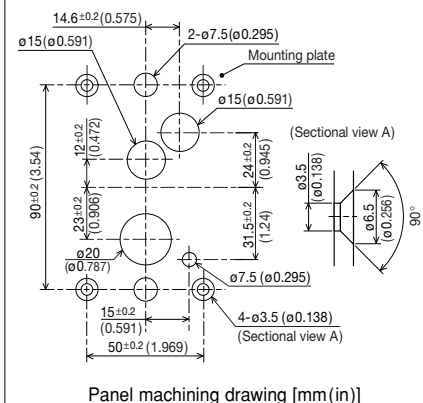 14.6±0.2(0.575)
2-ø7.5(ø0.295)
ø15(ø0.591)
Mounting plate
ø15(ø0.591)
(Sectional view A)
12±0.2
(0.472)
24±0.2
(0.945)
90±0.2 (3.54)
23±0.2
(0.906)
31.5±0.2
(1.24)
ø3.5
(ø0.138)
ø6.5
(ø0.256)
90°
ø20
(ø0.787)
ø7.5 (ø0.295)
15±0.2
(0.591)
4-ø3.5 (ø0.138)
(Sectional view A)
50±0.2 (1.969)
Panel machining drawing [mm(in)]